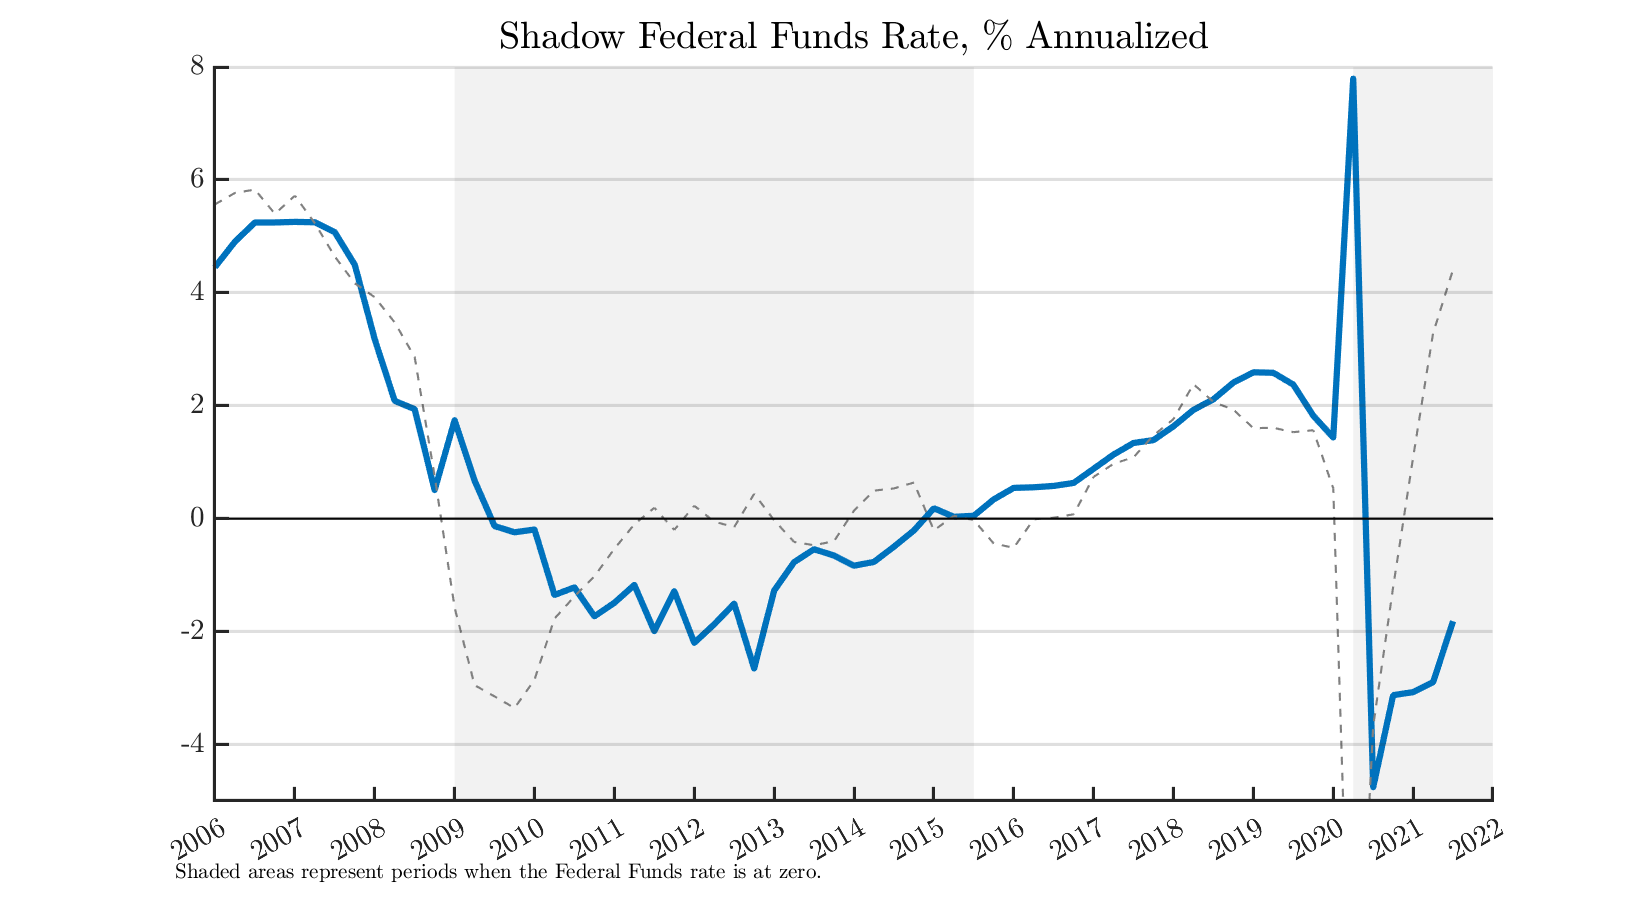 Shadow Federal Funds Rate, % Annualized
8
6
4
2
0
-2
-4
2006 2007 2008 2009 2010 2011 2012 2013 2014 2015 2016 2017 2018 2019 2020 2021 2022
Shaded areas represent periods when the Federal Funds rate is at zero.